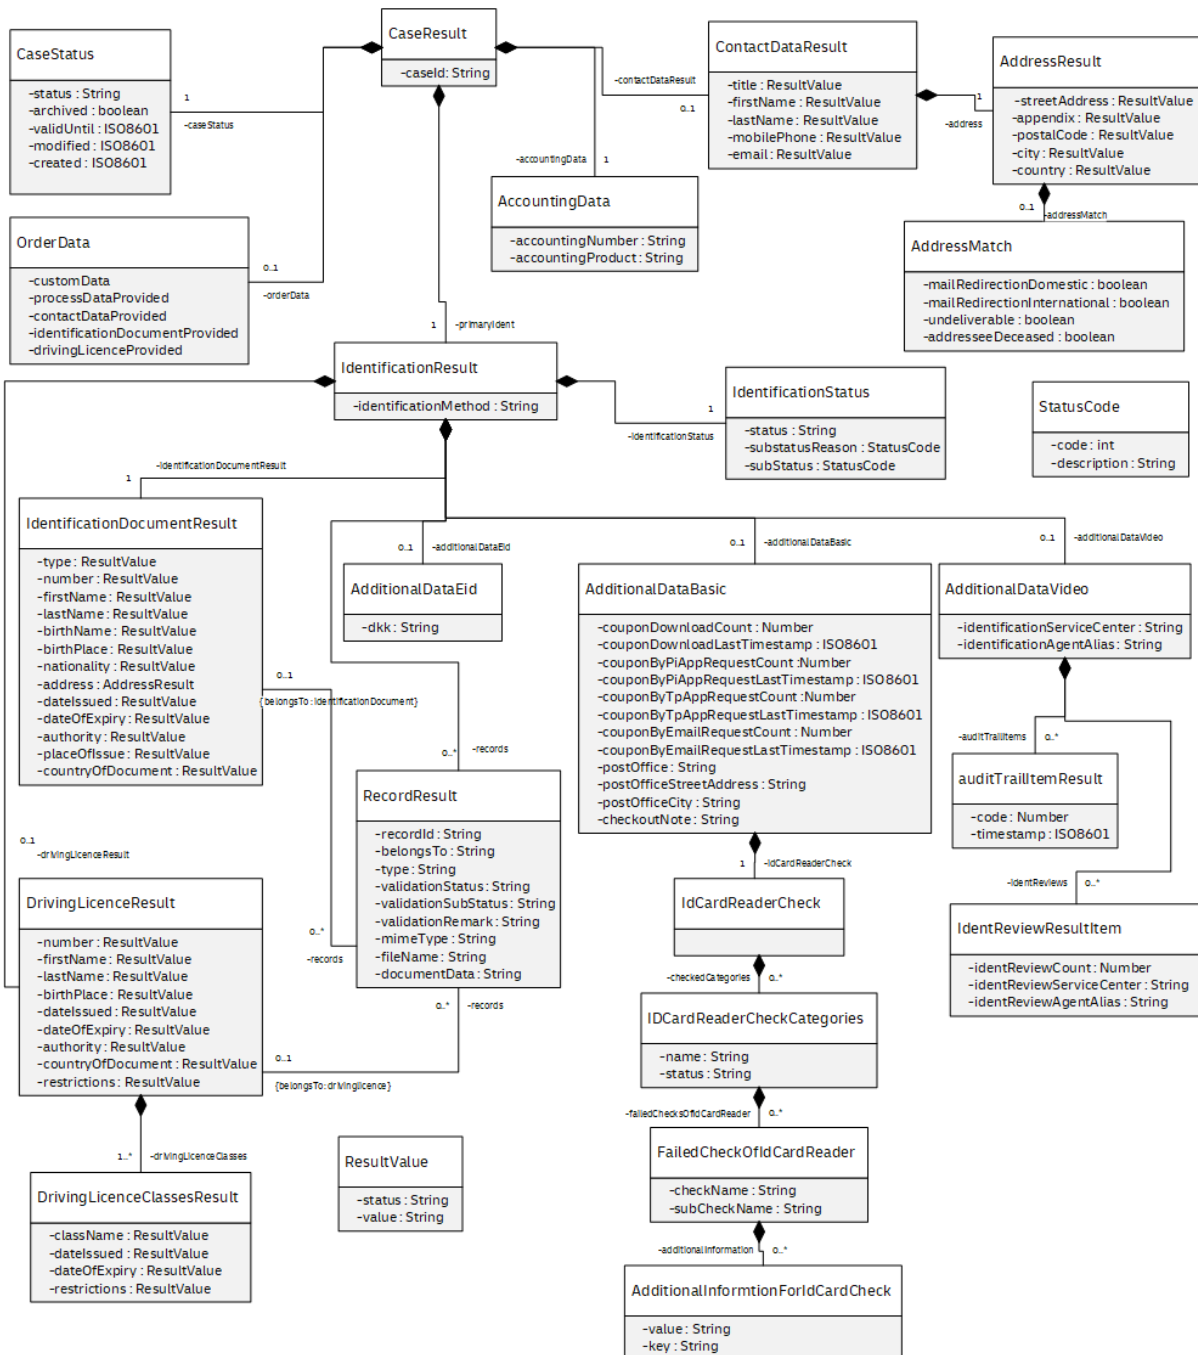 CaseStatus
-status : String
-archived : boolean
-validUntil : ISO8601
-modified : ISO8601
-created : ISO8601
CaseResult
-caseId: String
1
-caseStatus
-contactDataResult
0..1
ContactDataResult
-title : ResultValue
-firstName : ResultValue
-lastName : ResultValue
-mobilePhone : ResultValue
-email : ResultValue
1
-address
AddressResult
-streetAddress : ResultValue
-appendix : ResultValue
-postalCode : ResultValue
-city : ResultValue
-country : ResultValue
-accountingData
1
AccountingData
-accountingNumber : String
-accountingProduct : String
0..1
-addressMatch
AddressMatch
-mailRedirectionDomestic : boolean
-mailRedirectionInternational : boolean
-undeliverable : boolean
-addresseeDeceased : boolean
OrderData
-customData
-processDataProvided
-contactDataProvided
-identificationDocumentProvided
-drivingLicenceProvided
0..1
-orderData
1
-primaryIdent
IdentificationResult
-identificationMethod : String
1
-identificationStatus
IdentificationStatus
-status : String
-substatusReason : StatusCode
-subStatus : StatusCode
StatusCode
-code : int
-description : String
-identificationDocumentResult
1
IdentificationDocumentResult
-type : ResultValue
-number : ResultValue
-firstName : ResultValue
-lastName : ResultValue
-birthName : ResultValue
-birthPlace : ResultValue
-nationality : ResultValue
-address : AddressResult
-dateIssued : ResultValue
-dateOfExpiry : ResultValue
-authority : ResultValue
-placeOfIssue : ResultValue
-countryOfDocument : ResultValue
0..1
-additionalDataEid
AdditionalDataEid
-dkk : String
0..1
-additionalDataBasic
AdditionalDataBasic
-couponDownloadCount : Number
-couponDownloadLastTimestamp : ISO8601
-couponByPiAppRequestCount : Number
-couponByPiAppRequestLastTimestamp : ISO8601
-couponByTpAppRequestCount : Number
-couponByTpAppRequestLastTimestamp : ISO8601
-couponByEmailRequestCount : Number
-couponByEmailRequestLastTimestamp : ISO8601
-postOffice : String
-postOfficeStreetAddress : String
-postOfficeCity : String
-checkoutNote : String
0..1
-additionalDataVideo
AdditionalDataVideo
-identificationServiceCenter : String
-identificationAgentAlias : String
0..1
{belongsTo:IdentificationDocument}
0..*
-records
RecordResult
-recordId : String
-belongsTo : String
-type : String
-validationStatus : String
-validationSubStatus : String
-validationRemark : String
-mimeType : String
-fileName : String
-documentData : String
-auditTrailItems
0..*
auditTrailItemResult
-code : Number
-timestamp : ISO8601
0..1
-drivingLicenceResult
DrivingLicenceResult
-number : ResultValue
-firstName : ResultValue
-lastName : ResultValue
-birthPlace : ResultValue
-dateIssued : ResultValue
-dateOfExpiry : ResultValue
-authority : ResultValue
-countryOfDocument : ResultValue
-restrictions : ResultValue
0..*
-records
0..*
-records
0..1
{belongsTo:drivinglicence}
1
-idCardReaderCheck
IdCardReaderCheck
-identReviews
0..*
IdentReviewResultItem
-identReviewCount : Number
-identReviewServiceCenter : String
-identReviewAgentAlias : String
-checkedCategories
0..*
IDCardReaderCheckCategories
-name : String
-status : String
-failedChecksOfIdCardReader
0..*
FailedCheckOfIdCardReader
-checkName : String
-subCheckName : String
1..*
-drivingLicenceClasses
DrivingLicenceClassesResult
-className : ResultValue
-dateIssued : ResultValue
-dateOfExpiry : ResultValue
-restrictions : ResultValue
ResultValue
-status : String
-value : String
-additionalInformation
0..*
AdditionalInformtionForIdCardCheck
-value : String
-key : String